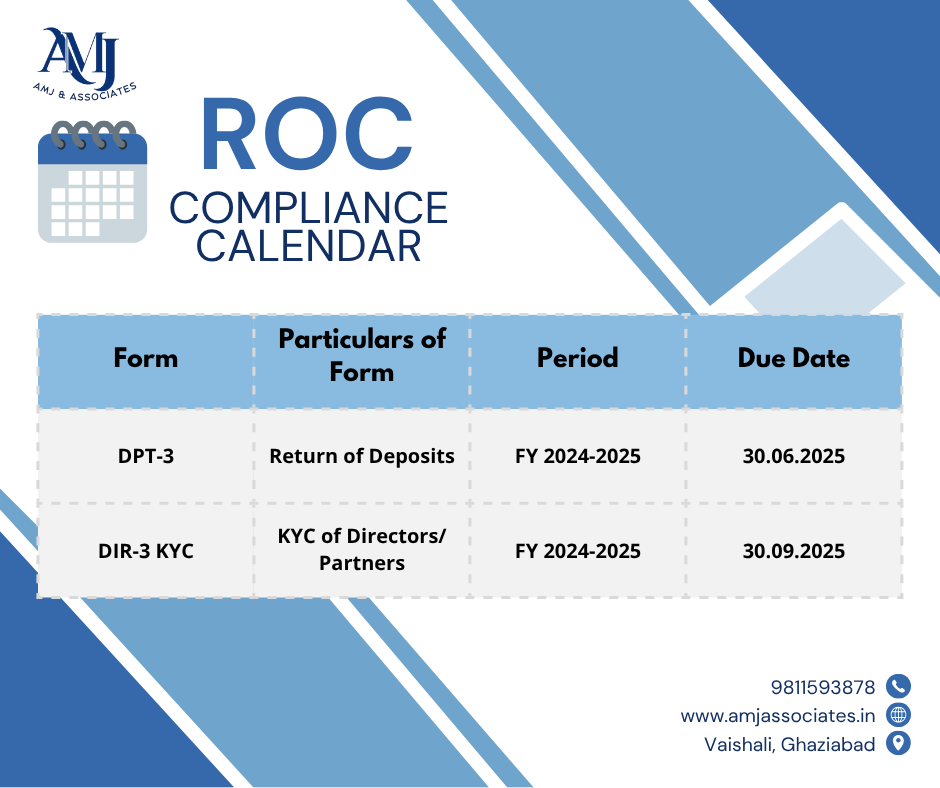 AMJ
AMJ & ASSOCIATES
ROC
COMPLIANCE
CALENDAR
Form
Particulars of
Form
Period
Due Date
DPT-3
Return of Deposits
FY 2024-2025
30.06.2025
DIR-3 KYC
KYC of Directors/
Partners
FY 2024-2025
30.09.2025
9811593878
www.amjassociates.in
Vaishali, Ghaziabad